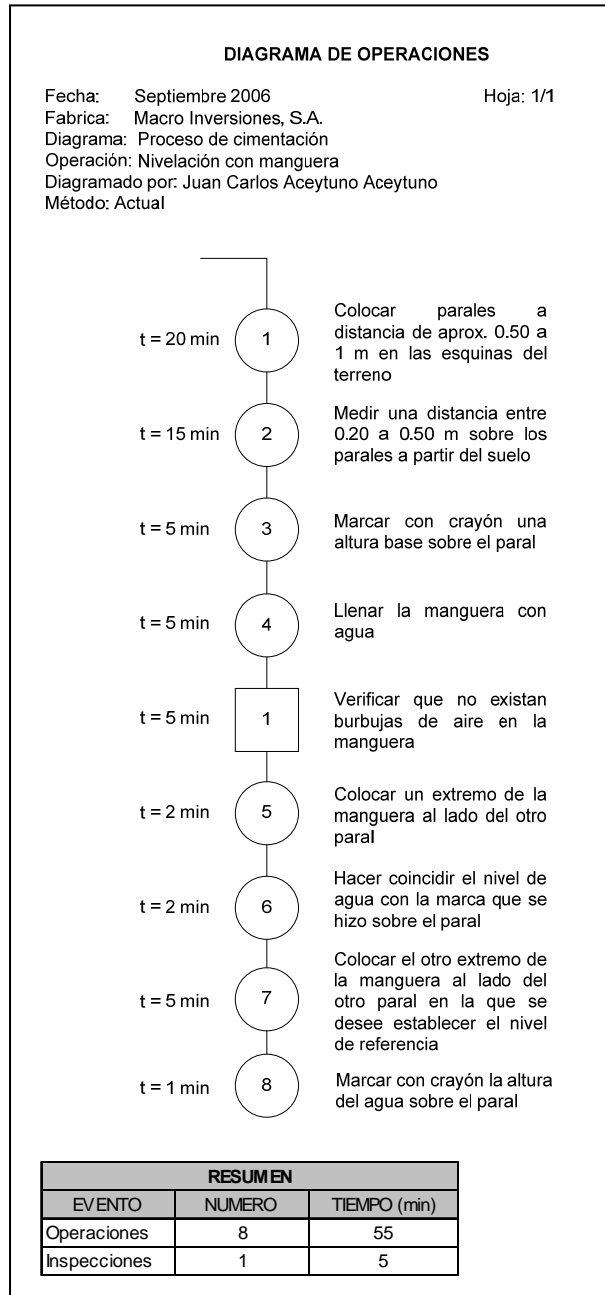 DIAGRAMA DE OPERACIONES
Fecha: Septiembre 2006 Hoja: 1/1
Fabrica: Macro Inversiones, S.A.
Diagrama: Proceso de cimentación
Operación: Nivelación con manguera
Diagramado por: Juan Carlos Aceytuno Aceytuno
Método: Actual
Colocar parales a
distancia de aprox. 0.50 a
t = 20 min 1 1 m en las esquinas del
terreno
Medir una distancia entre
t = 15 min 2 0.20 a 0.50 m sobre los
parales a partir del suelo
t = 5 min 3 Marcar con crayón una
altura base sobre el paral
t = 5 min 4 Llenar la manguera con
agua
Verificar que no existan
t = 5 min 1 burbujas de aire en la
manguera
Colocar un extremo de la
t = 2 min 5 manguera al lado del otro
paral
Hacer coincidir el nivel de
t = 2 min 6 agua con la marca que se
hizo sobre el paral
Colocar el otro extremo de
la manguera al lado del
t = 5 min 7 otro paral en la que se
desee establecer el nivel
de referencia
t = 1 min 8 Marcar con crayón la altura
del agua sobre el paral
RESUMEN
EVENTO NUMERO TIEMPO (min)
Operaciones 8 55
Inspecciones 1 5